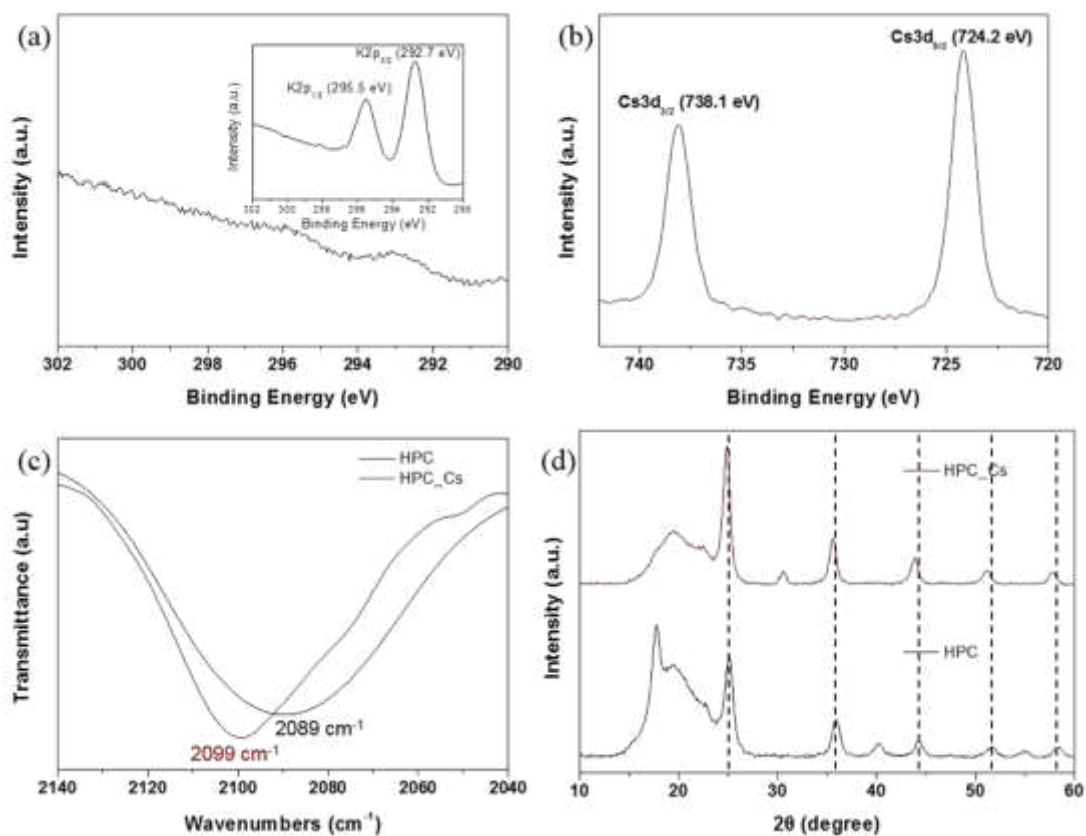 (a)
K2p3/2 (292.7 eV)
K2p1/2 (295.5 eV)
Intensity (a.u.)
302 300 298 296 294 292 290
Binding Energy (eV)
Intensity (a.u.)
302 300 298 296 294 292 290
Binding Energy (eV)
(b)
Cs3d5/2 (724.2 eV)
Cs3d3/2 (738.1 eV)
Intensity (a.u.)
740 735 730 725 720
Binding Energy (eV)
(c)
HPC
HPC_Cs
Transmittance (a.u)
2089 cm-1
2099 cm-1
2140 2120 2100 2080 2060 2040
Wavenumbers (cm-1)
(d)
HPC_Cs
HPC
Intensity (a.u.)
10 20 30 40 50 60
2θ (degree)